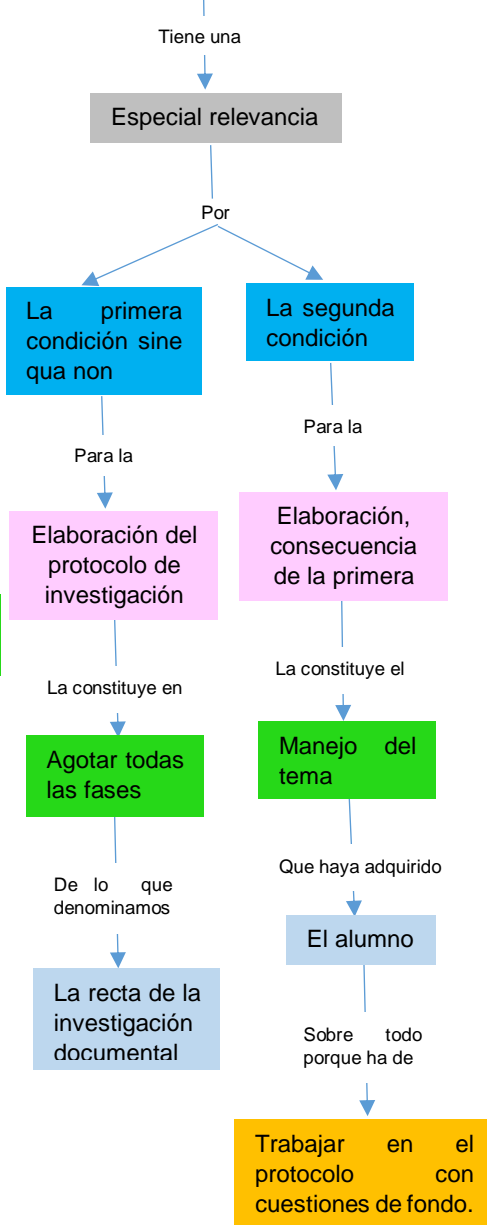 Tiene una
Especial relevancia
Por
La primera
condición sine
qua non
Para la
Elaboración del
protocolo de
investigación
La constituye en
Agotar todas
las fases
De lo que
denominamos
La recta de la
investigación
documental
La segunda
condición
Para la
Elaboración,
consecuencia
de la primera
La constituye el
Manejo del
tema
Que haya adquirido
El alumno
Sobre todo
porque ha de
Trabajar en el
protocolo con
cuestiones de fondo.